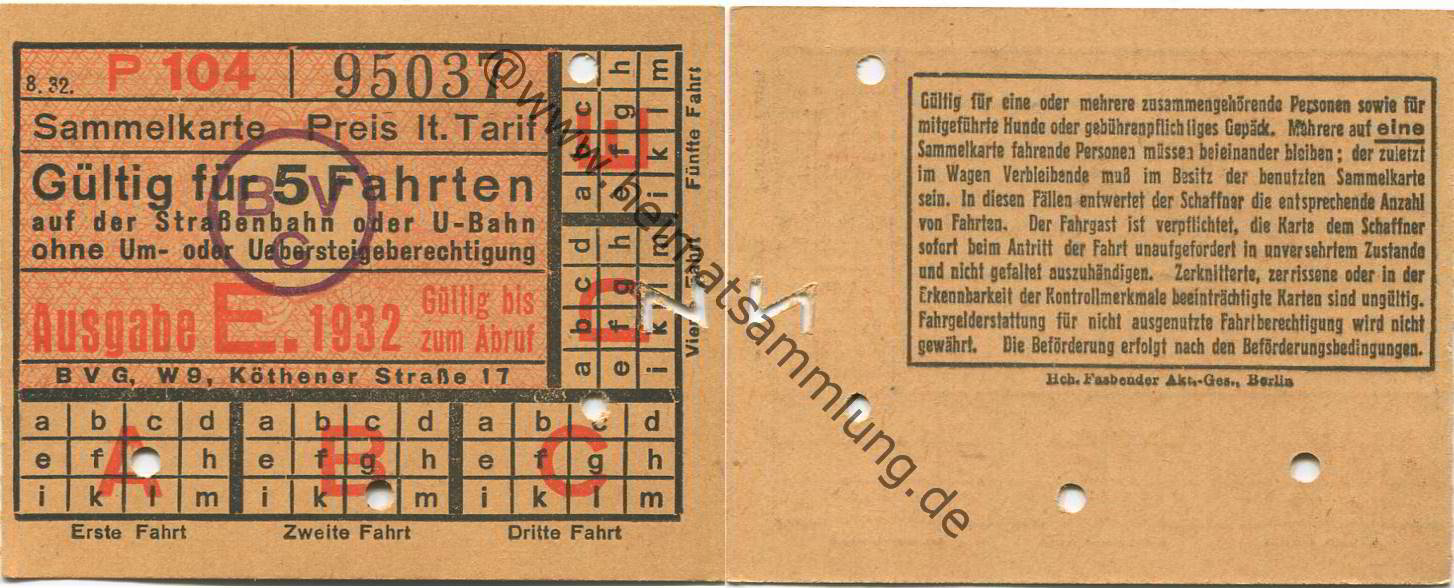 8.32. P 104 95037
Sammelkarte Preis lt. Tarif
Gültig für 5 Fahrten
auf der Straßenbahn oder U-Bahn
ohne Um- oder Uebersteigeberechtigung
B V
G
Ausgabe E. 1932
Gültig bis
zum Abruf
BVG, W9, Köthener Straße 17
a b c d
e f h
i k l m
A
Erste Fahrt
a b c d
e f g h
i k m
B
Zweite Fahrt
a b d
e f g h
i k l m
C
Dritte Fahrt
a b c d
e f g h
i k l m
Vierte Fahrt
a b c
e f g h
i k l m
E
Fünfte Fahrt
@www.heimatsammlung.de
Gültig für eine oder mehrere zusammengehörende Personen sowie für
mitgeführte Hunde oder gebührenpflichtiges Gepäck. Mehrere auf eine
Sammelkarte fahrende Personen müssen beieinander bleiben; der zuletzt
im Wagen Verbleibende muß im Besitz der benutzten Sammelkarte
sein. In diesen Fällen entwertet der Schaffner die entsprechende Anzahl
von Fahrten. Der Fahrgast ist verpflichtet, die Karte dem Schaffner
sofort beim Antritt der Fahrt unaufgefordert in unversehrtem Zustande
und nicht gefaltet auszuhändigen. Zerknitterte, zerrissene oder in der
Erkennbarkeit der Kontrollmerkmale beeinträchtigte Karten sind ungültig.
Fahrgelderstattung für nicht ausgenutzte Fahrtberechtigung wird nicht
gewährt. Die Beförderung erfolgt nach den Beförderungsbedingungen.
Hch. Fasbender Akt.-Ges., Berlin